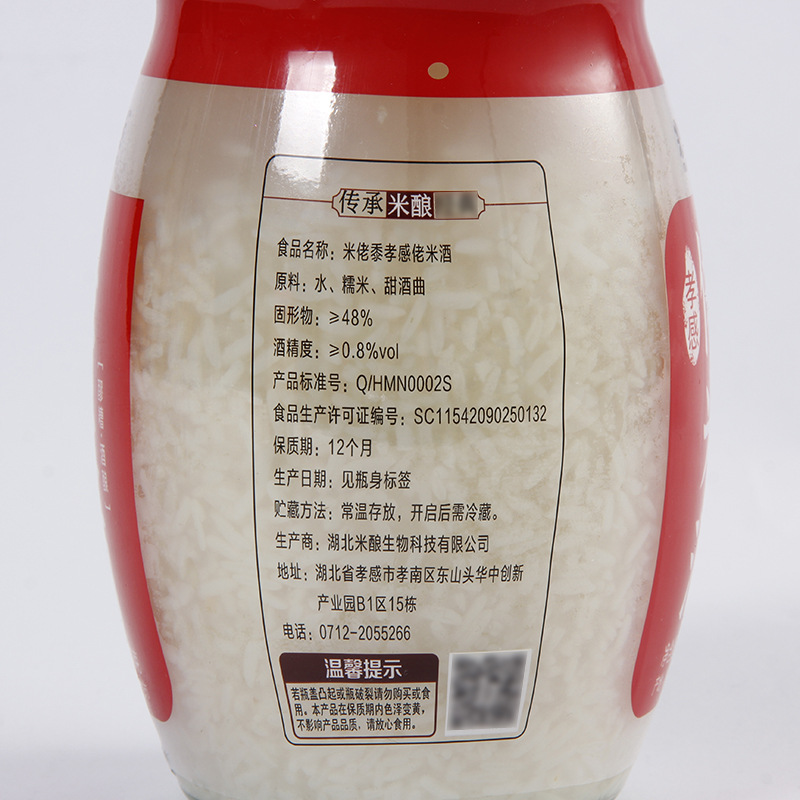 传承米酿
食品名称：米佬黍孝感佬米酒
原料：水、糯米、甜酒曲
固形物：≥48%
酒精度：≥0.8%vol
产品标准号：Q/HMN0002S
食品生产许可证编号：SC11542090250132
保质期：12个月
生产日期：见瓶身标签
贮藏方法：常温存放，开启后需冷藏。
生产商：湖北米酿生物科技有限公司
地址：湖北省孝感市孝南区东山头华中创新
产业园B1区15栋
电话：0712-2055266
温馨提示
若瓶盖凸起或瓶破裂请勿购买或食
用。本产品在保质期内色泽变黄，
不影响产品品质，请放心食用。
孝感